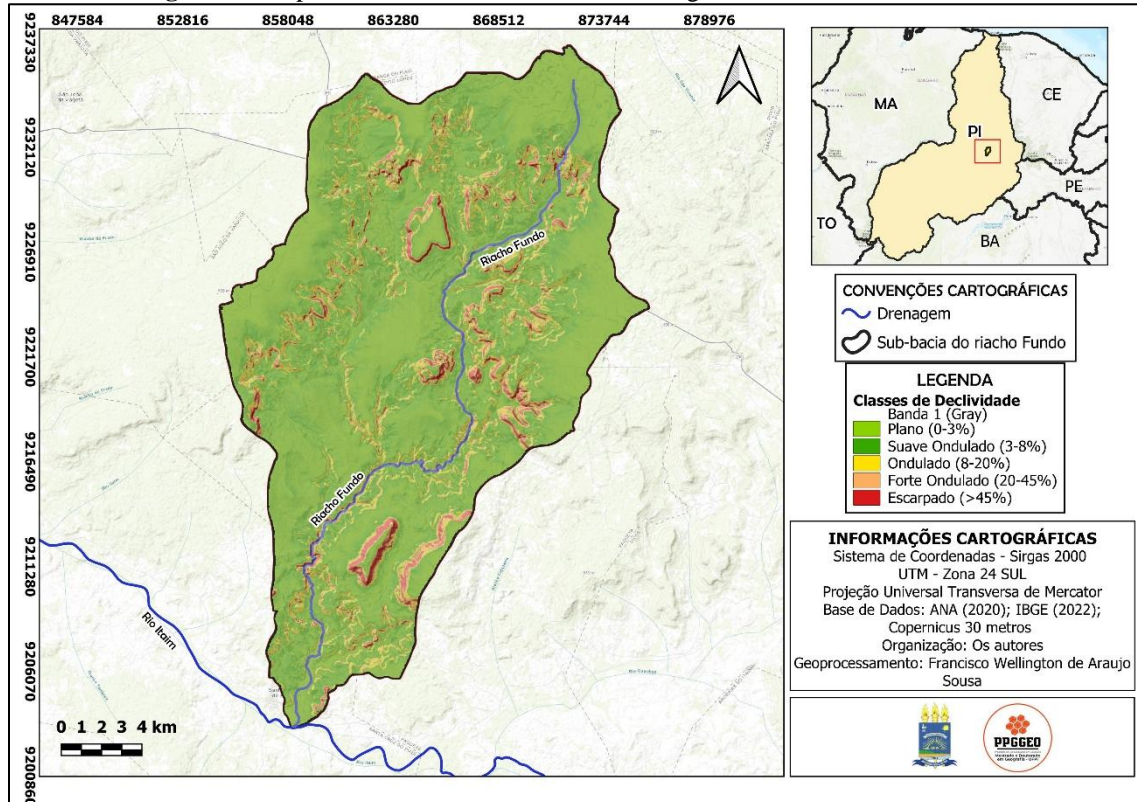 847584 852816 858048 863280 868512 873744 878976
9237330
9232120
9226910
9221700
9216490
9211280
9206070
9200860
Riacho Fundo
Riacho Fundo
Rio Itaim
0 1 2 3 4 km
MA
CE
PI
PE
TO
BA
CONVENÇÕES CARTOGRÁFICAS
Drenagem
Sub-bacia do riacho Fundo
LEGENDA
Classes de Declividade
Banda 1 (Gray)
Plano (0-3%)
Suave Ondulado (3-8%)
Ondulado (8-20%)
Forte Ondulado (20-45%)
Escarpado (>45%)
INFORMAÇÕES CARTOGRÁFICAS
Sistema de Coordenadas - Sirgas 2000
UTM - Zona 24 SUL
Projeção Universal Transversa de Mercator
Base de Dados: ANA (2020); IBGE (2022);
Copernicus 30 metros
Organização: Os autores
Geoprocessamento: Francisco Wellington de Araujo
Sousa
PPGGEO